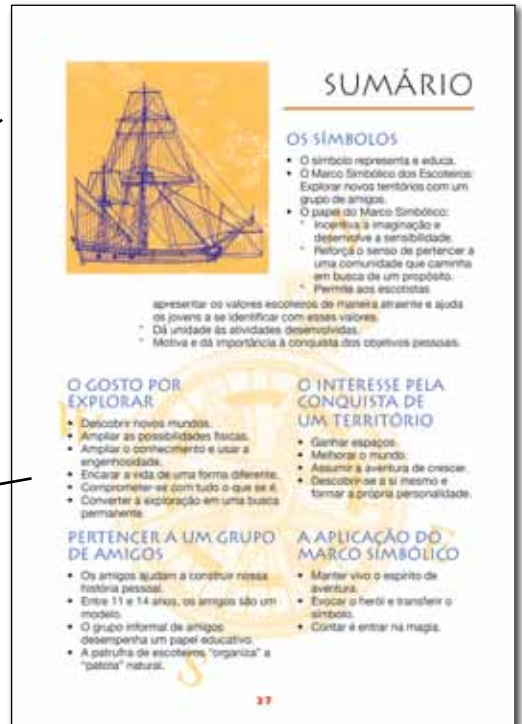 SUMÁRIO
OS SÍMBOLOS
• O símbolo representa e educa.
• O Marco Simbólico dos Escoteiros:
Explorar novos territórios com um
grupo de amigos.
• O papel do Marco Simbólico:
° Incentiva a imaginação e
desenvolve a sensibilidade.
° Reforça o senso de pertencer a
uma comunidade que caminha
em busca de um propósito.
° Permite aos escotistas
apresentar os valores escoteiros de maneira atraente e ajuda
os jovens a se identificar com esses valores.
° Dá unidade às atividades desenvolvidas.
° Motiva e dá importância à conquista dos objetivos pessoais.
O GOSTO POR
EXPLORAR
• Descobrir novos mundos.
• Ampliar as possibilidades físicas.
• Ampliar o conhecimento e usar a
engenhosidade.
• Encarar a vida de uma forma diferente.
• Comprometer-se com tudo o que se é.
• Converter a exploração em uma busca
permanente.
O INTERESSE PELA
CONQUISTA DE
UM TERRITÓRIO
• Ganhar espaços.
• Melhorar o mundo.
• Assumir a aventura de crescer.
• Descobrir-se a si mesmo e
formar a própria personalidade.
PERTENCER A UM GRUPO
DE AMIGOS
• Os amigos ajudam a construir nossa
história pessoal.
• Entre 11 e 14 anos, os amigos são um
modelo.
• O grupo informal de amigos
desempenha um papel educativo.
• A patrulha de escoteiros "organiza" a
"patota" natural.
A APLICAÇÃO DO
MARCO SIMBÓLICO
• Manter vivo o espírito de
aventura.
• Evocar o herói e transferir o
símbolo.
• Contar é entrar na magia.
S
37